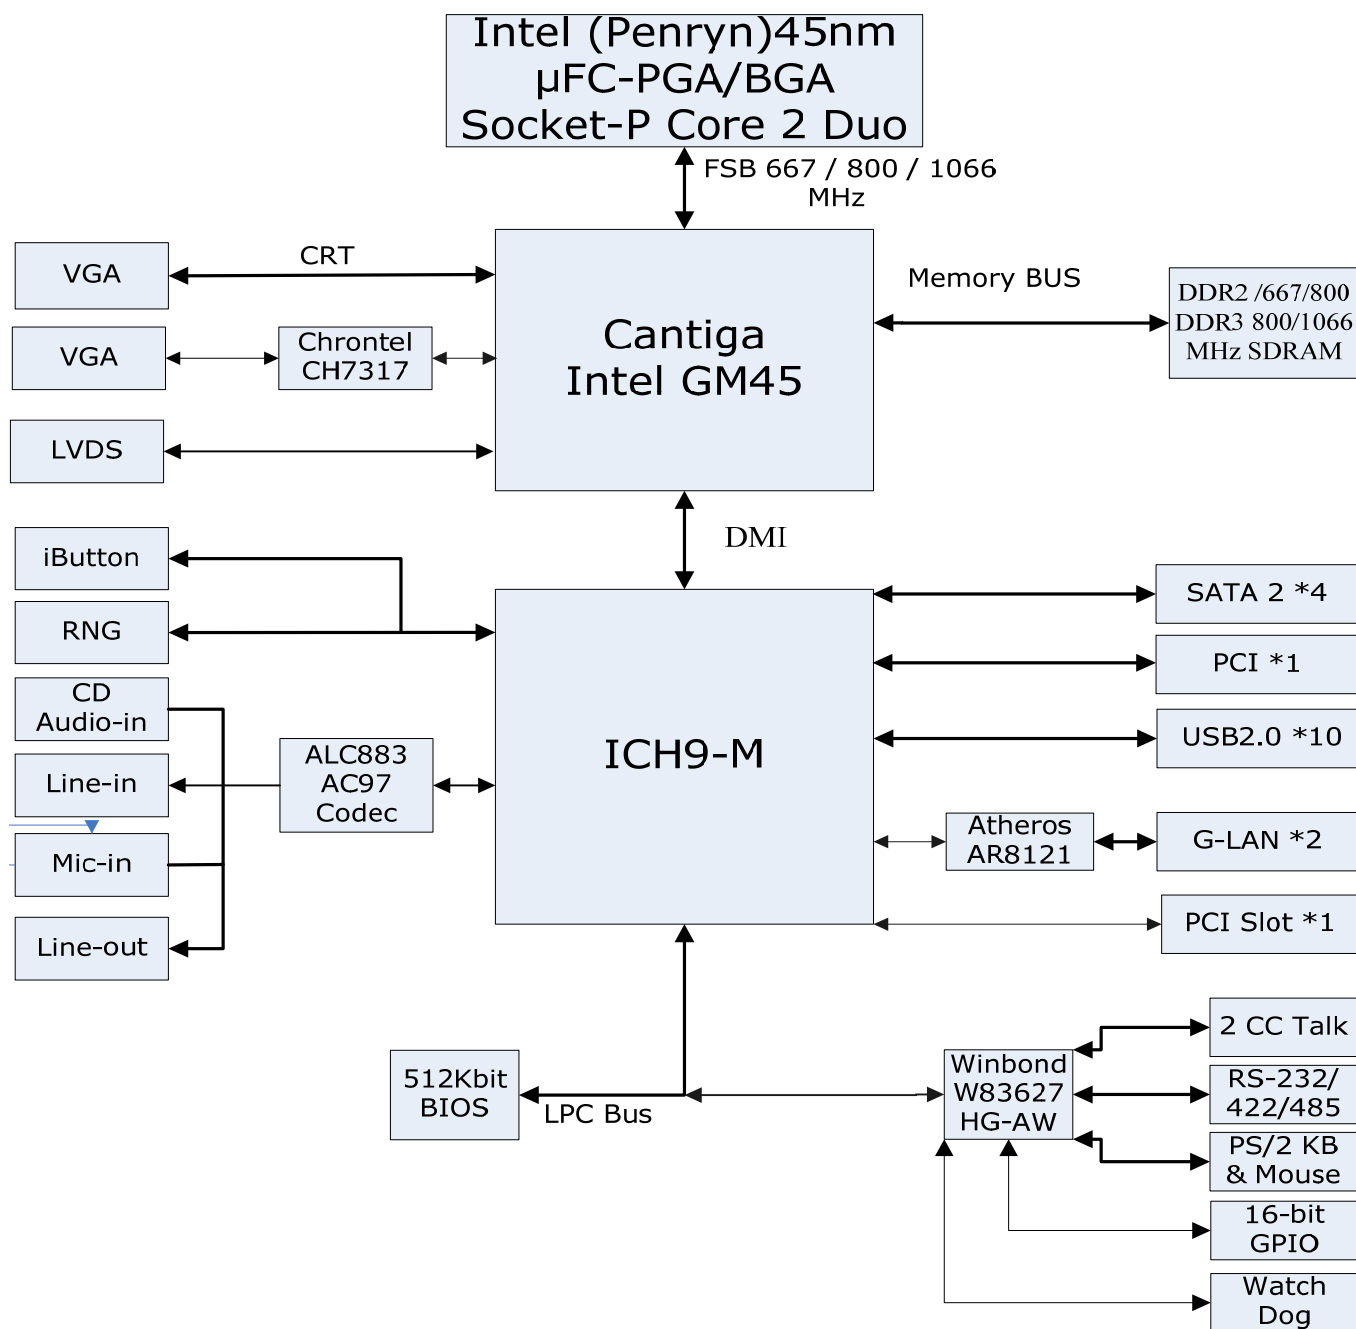 Intel (Penryn)45nm
µFC-PGA/BGA
Socket-P Core 2 Duo
FSB 667 / 800 / 1066
MHz
VGA
CRT
Cantiga
Intel GM45
Memory BUS
DDR2 /667/800
DDR3 800/1066
MHz SDRAM
VGA
Chrontel
CH7317
LVDS
DMI
iButton
RNG
CD
Audio-in
Line-in
Mic-in
Line-out
ALC883
AC97
Codec
ICH9-M
SATA 2 *4
PCI *1
USB2.0 *10
Atheros
AR8121
G-LAN *2
PCI Slot *1
512Kbit
BIOS
LPC Bus
Winbond
W83627
HG-AW
2 CC Talk
RS-232/
422/485
PS/2 KB
& Mouse
16-bit
GPIO
Watch
Dog